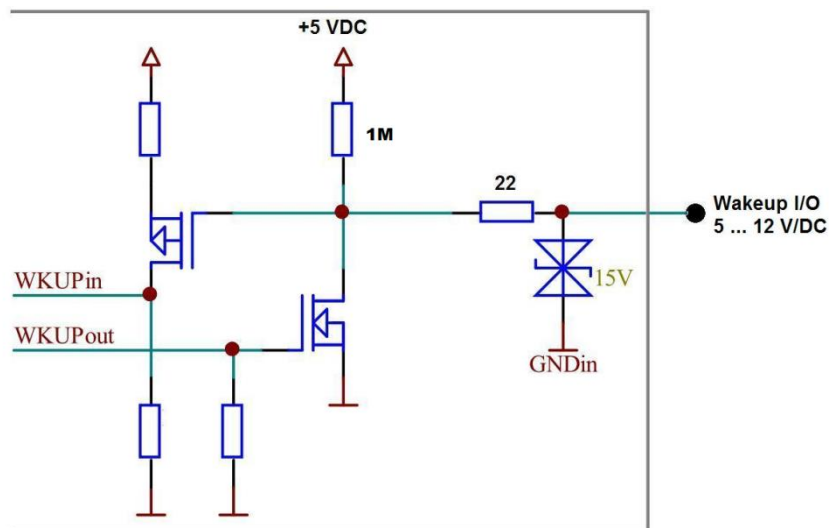 +5 VDC
1M
22
Wakeup I/O
5 ... 12 V/DC
WKUPin
15V
WKUPout
GNDin